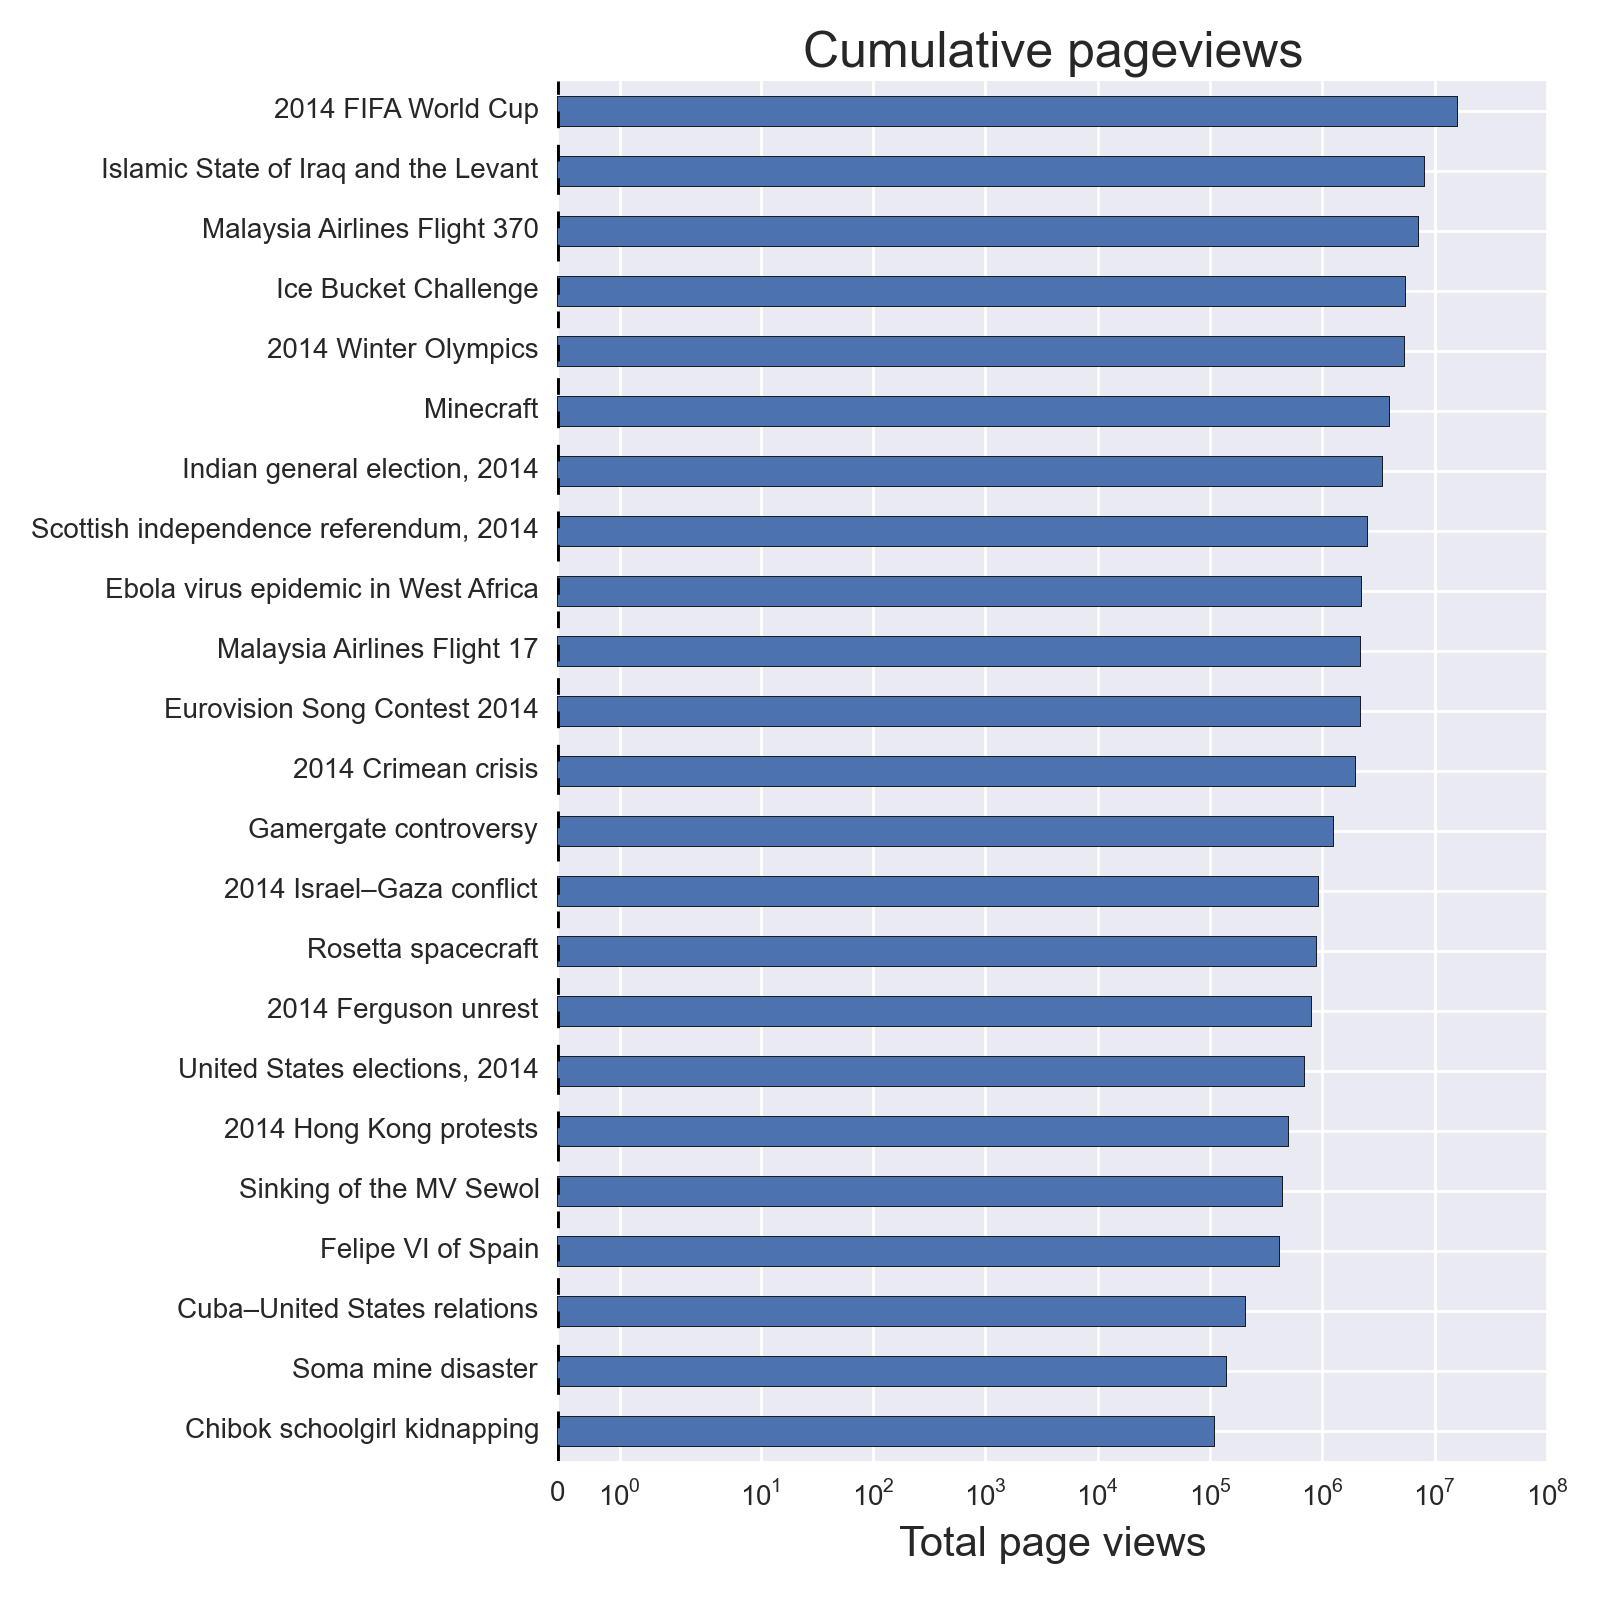 Cumulative pageviews
2014 FIFA World Cup
Islamic State of Iraq and the Levant
Malaysia Airlines Flight 370
Ice Bucket Challenge
2014 Winter Olympics
Minecraft
Indian general election, 2014
Scottish independence referendum, 2014
Ebola virus epidemic in West Africa
Malaysia Airlines Flight 17
Eurovision Song Contest 2014
2014 Crimean crisis
Gamergate controversy
2014 Israel–Gaza conflict
Rosetta spacecraft
2014 Ferguson unrest
United States elections, 2014
2014 Hong Kong protests
Sinking of the MV Sewol
Felipe VI of Spain
Cuba–United States relations
Soma mine disaster
Chibok schoolgirl kidnapping
0 10⁰ 10¹ 10² 10³ 10⁴ 10⁵ 10⁶ 10⁷ 10⁸
Total page views